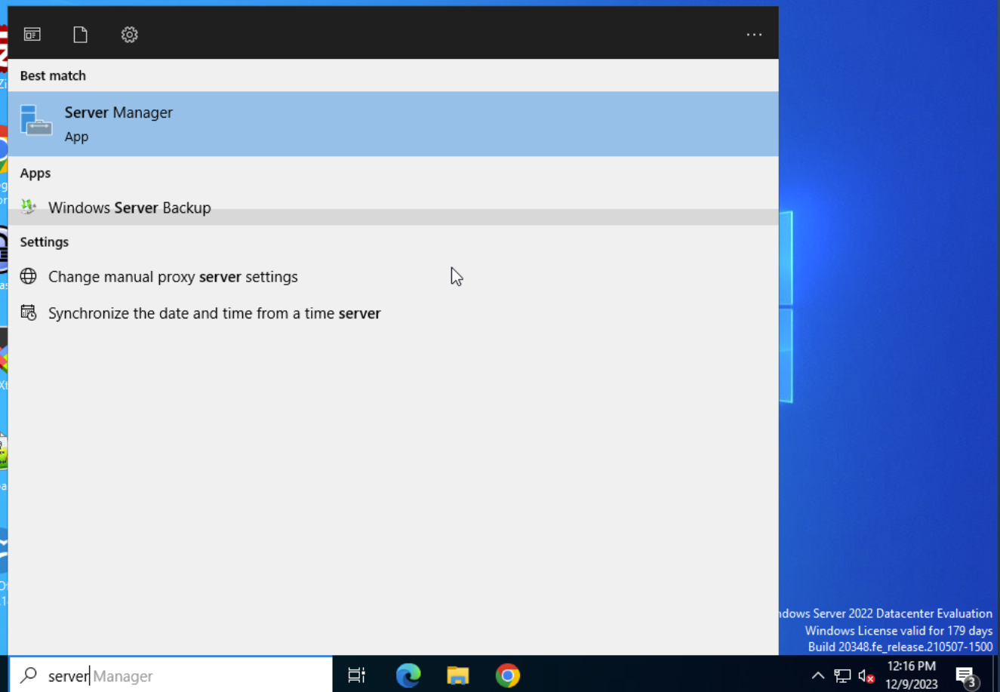 Best match
Server Manager
App
Apps
Windows Server Backup
Settings
Change manual proxy server settings
Synchronize the date and time from a time server
ndows Server 2022 Datacenter Evaluation
Windows License valid for 179 days
Build 20348.fe_release.210507-1500
server Manager
12:16 PM
12/9/2023
3